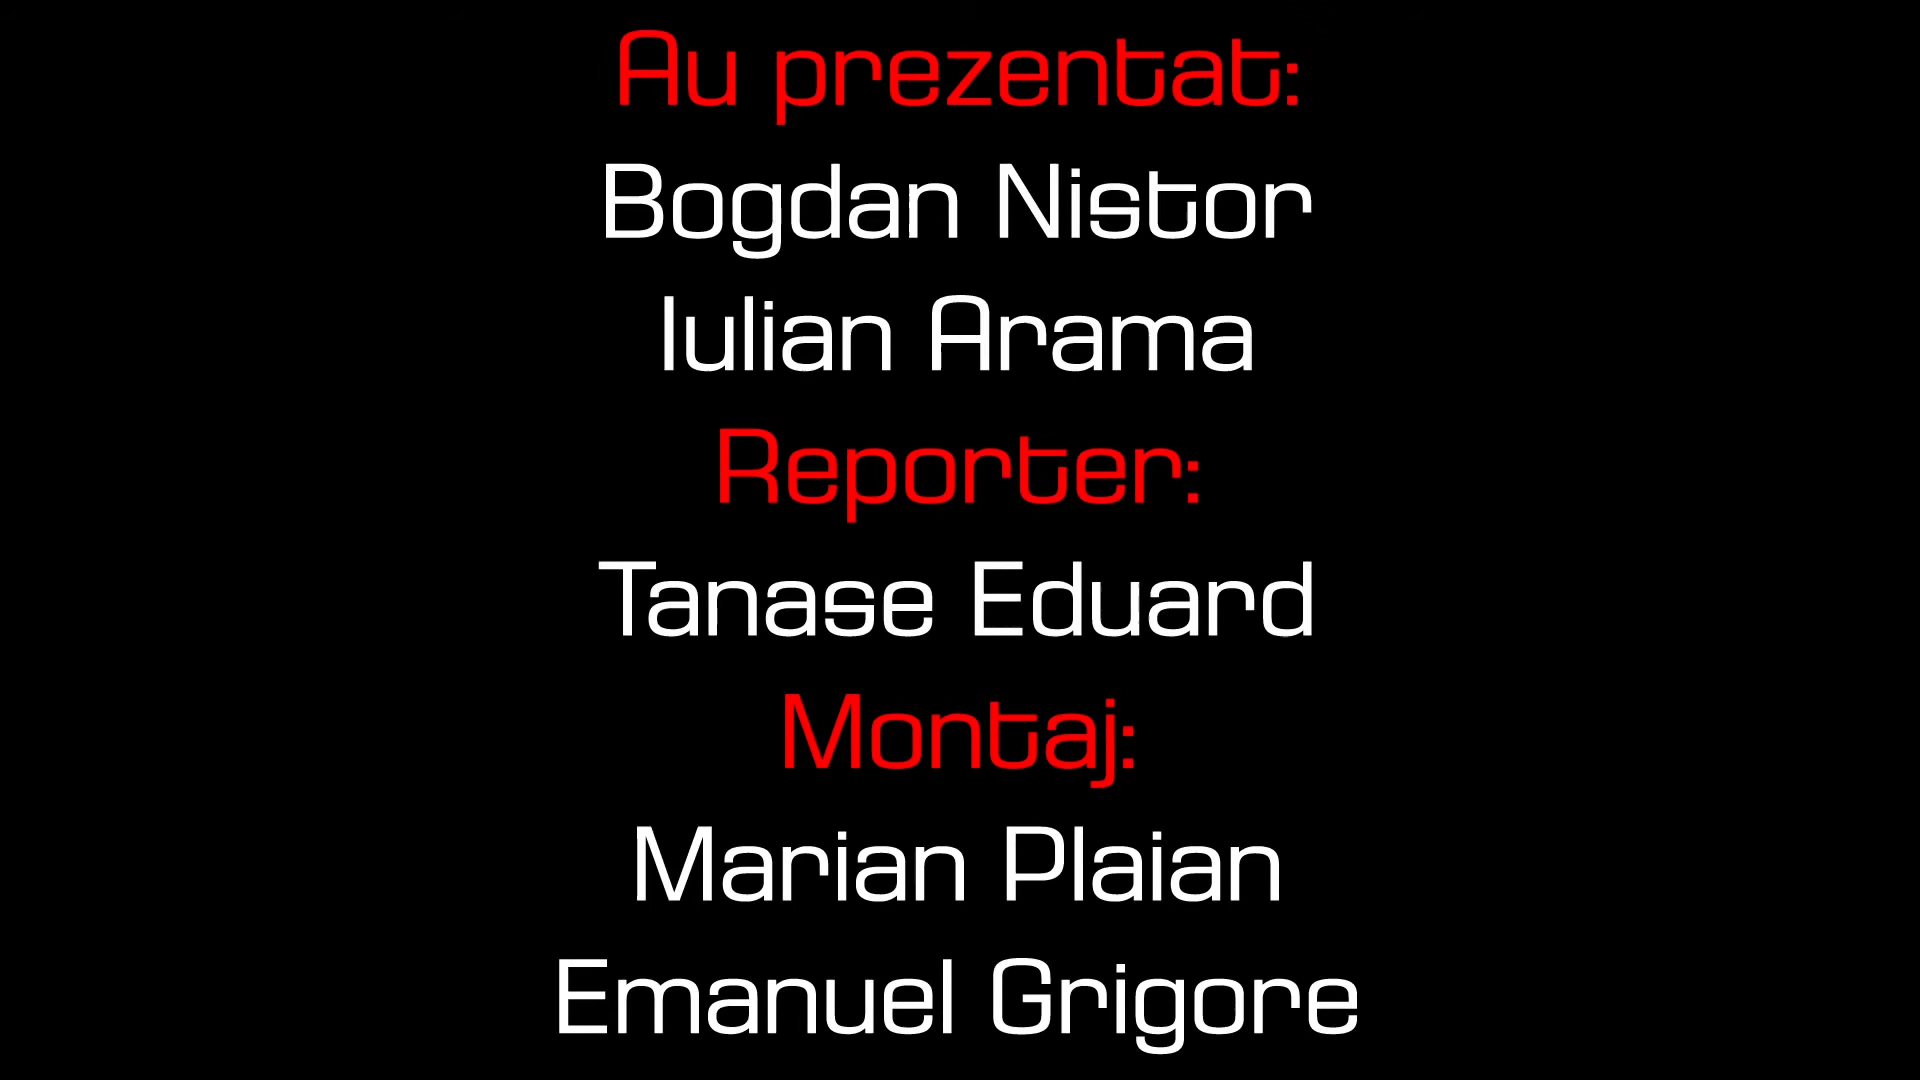 Au prezentat:
Bogdan Nistor
Iulian Arama
Reporter:
Tanase Eduard
Montaj:
Marian Plaian
Emanuel Grigore